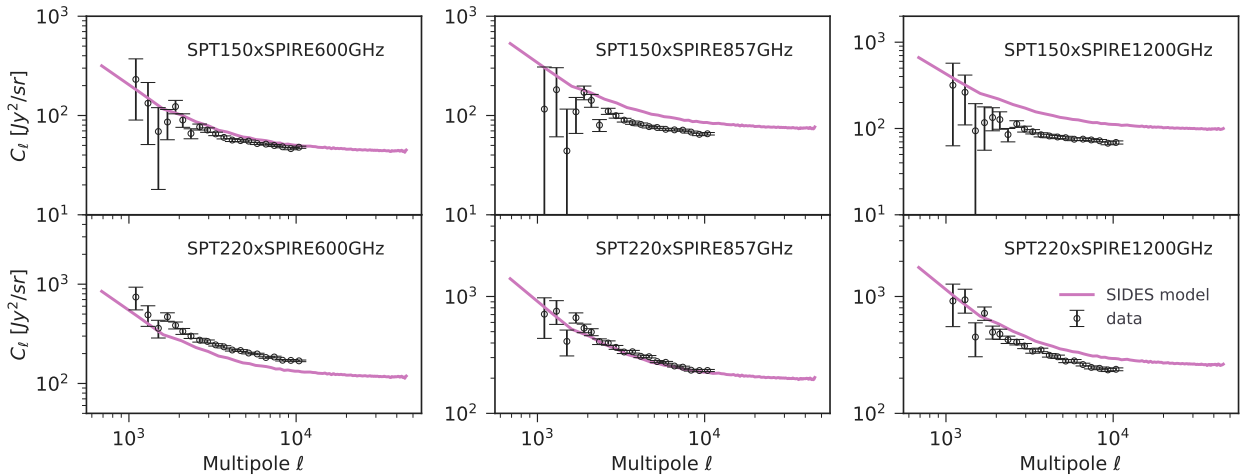 SPT150xSPIRE600GHz
SPT150xSPIRE857GHz
SPT150xSPIRE1200GHz
C_ℓ [Jy²/sr]
10³
10²
10¹
10³
10²
10¹
10³
10²
10¹
SPT220xSPIRE600GHz
SPT220xSPIRE857GHz
SPT220xSPIRE1200GHz
SIDES model
data
C_ℓ [Jy²/sr]
10³
10²
10³
10²
10³
10²
10³
10⁴
10³
10⁴
10³
10⁴
Multipole ℓ
Multipole ℓ
Multipole ℓ